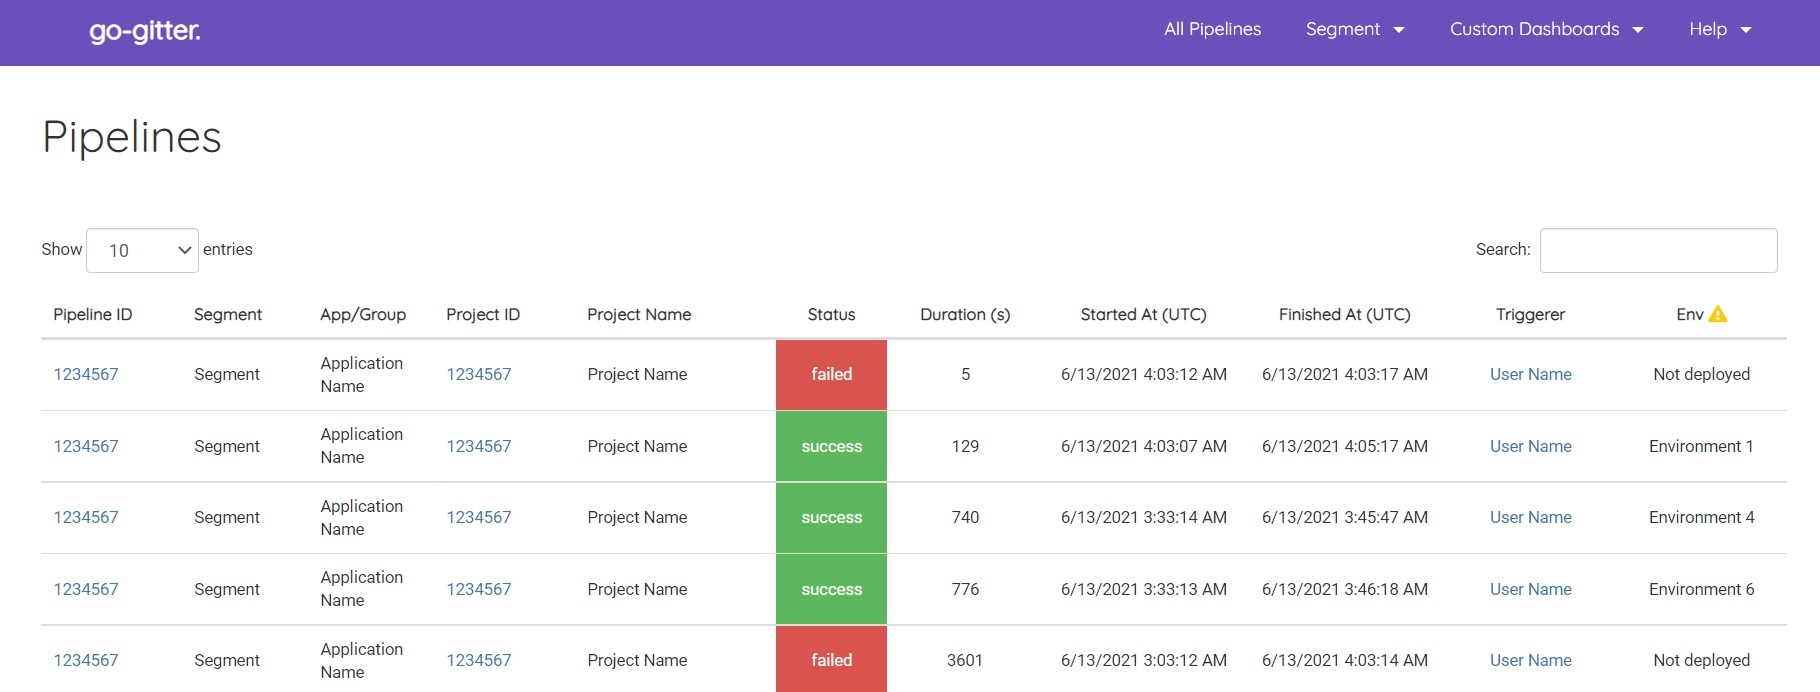 go-gitter. All Pipelines Segment Custom Dashboards Help
Pipelines
Show 10 entries Search:
Pipeline ID Segment App/Group Project ID Project Name Status Duration (s) Started At (UTC) Finished At (UTC) Triggerer Env
1234567 Segment Application Name 1234567 Project Name failed 5 6/13/2021 4:03:12 AM 6/13/2021 4:03:17 AM User Name Not deployed
1234567 Segment Application Name 1234567 Project Name success 129 6/13/2021 4:03:07 AM 6/13/2021 4:05:17 AM User Name Environment 1
1234567 Segment Application Name 1234567 Project Name success 740 6/13/2021 3:33:14 AM 6/13/2021 3:45:47 AM User Name Environment 4
1234567 Segment Application Name 1234567 Project Name success 776 6/13/2021 3:33:13 AM 6/13/2021 3:46:18 AM User Name Environment 6
1234567 Segment Application Name 1234567 Project Name failed 3601 6/13/2021 3:03:12 AM 6/13/2021 4:03:14 AM User Name Not deployed